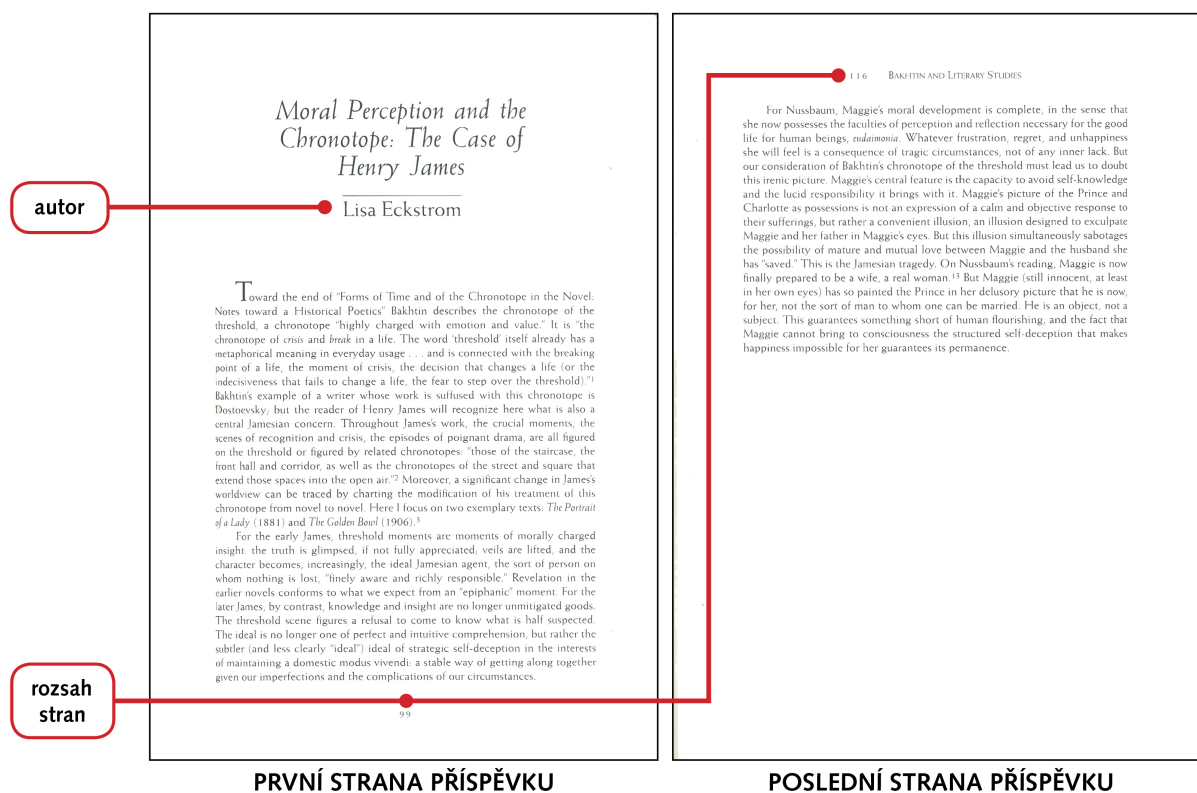 Moral Perception and the
Chronotope: The Case of
Henry James
autor
Lisa Eckstrom
Toward the end of "Forms of Time and of the Chronotope in the Novel:
Notes toward a Historical Poetics" Bakhtin describes the chronotope of the
threshold, a chronotope "highly charged with emotion and value." It is "the
chronotope of crisis and break in a life. The word 'threshold' itself already has a
metaphorical meaning in everyday usage . . . and is connected with the breaking
point of a life, the moment of crisis, the decision that changes a life (or the
indecisiveness that fails to change a life, the fear to step over the threshold)."1
Bakhtin's example of a writer whose work is suffused with this chronotope is
Dostoevsky; but the reader of Henry James will recognize here what is also a
central Jamesian concern. Throughout James's work, the crucial moments, the
scenes of recognition and crisis, the episodes of poignant drama, are all figured
on the threshold or figured by related chronotopes: "those of the staircase, the
front hall and corridor, as well as the chronotopes of the street and square that
extend those spaces into the open air."2 Moreover, a significant change in James's
worldview can be traced by charting the modification of his treatment of this
chronotope from novel to novel. Here I focus on two exemplary texts: The Portrait
of a Lady (1881) and The Golden Bowl (1906).3
For the early James, threshold moments are moments of morally charged
insight: the truth is glimpsed, if not fully appreciated; veils are lifted, and the
character becomes, increasingly, the ideal Jamesian agent, the sort of person on
whom nothing is lost, "finely aware and richly responsible." Revelation in the
earlier novels conforms to what we expect from an "epiphanic" moment. For the
later James, by contrast, knowledge and insight are no longer unmitigated goods.
The threshold scene figures a refusal to come to know what is half suspected.
The ideal is no longer one of perfect and intuitive comprehension, but rather the
subtler (and less clearly "ideal") ideal of strategic self-deception in the interests
of maintaining a domestic modus vivendi: a stable way of getting along together
given our imperfections and the complications of our circumstances.
rozsah
stran
99
PRVNÍ STRANA PŘÍSPĚVKU
116 BAKHTIN AND LITERARY STUDIES
For Nussbaum, Maggie's moral development is complete, in the sense that
she now possesses the faculties of perception and reflection necessary for the good
life for human beings, eudaimonia. Whatever frustration, regret, and unhappiness
she will feel is a consequence of tragic circumstances, not of any inner lack. But
our consideration of Bakhtin's chronotope of the threshold must lead us to doubt
this irenic picture. Maggie's central feature is the capacity to avoid self-knowledge
and the lucid responsibility it brings with it. Maggie's picture of the Prince and
Charlotte as possessions is not an expression of a calm and objective response to
their sufferings, but rather a convenient illusion, an illusion designed to exculpate
Maggie and her father in Maggie's eyes. But this illusion simultaneously sabotages
the possibility of mature and mutual love between Maggie and the husband she
has "saved." This is the Jamesian tragedy. On Nussbaum's reading, Maggie is now
finally prepared to be a wife, a real woman.13 But Maggie (still innocent, at least
in her own eyes) has so painted the Prince in her delusory picture that he is now,
for her, not the sort of man to whom one can be married. He is an object, not a
subject. This guarantees something short of human flourishing, and the fact that
Maggie cannot bring to consciousness the structured self-deception that makes
happiness impossible for her guarantees its permanence.
POSLEDNÍ STRANA PŘÍSPĚVKU